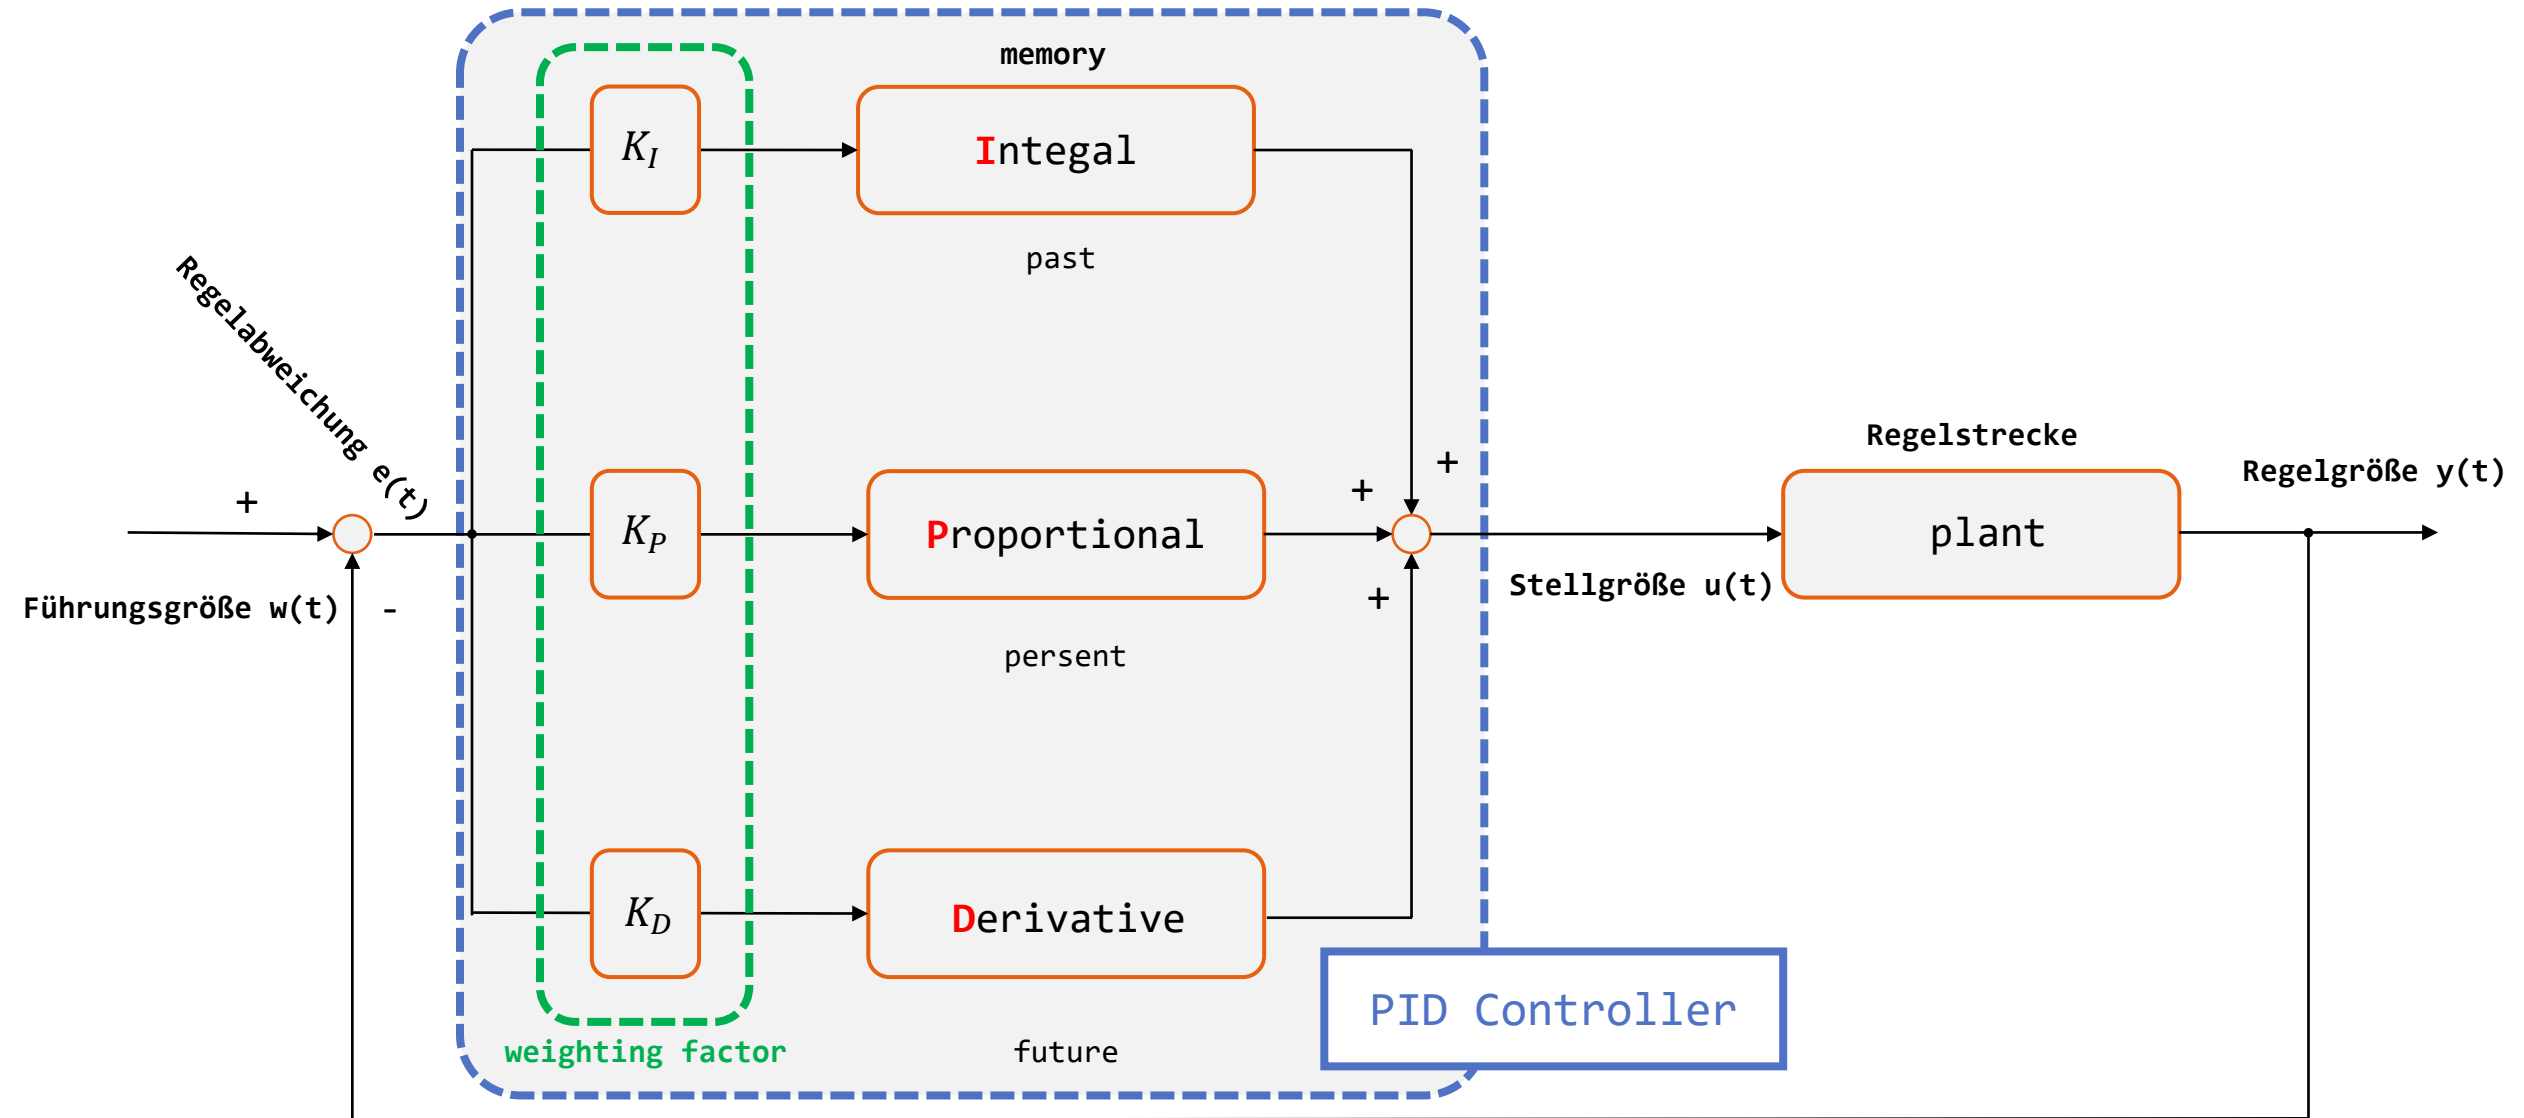 memory
K_I
Integal
past
Regelabweichung e(t)
+
Führungsgröße w(t)
-
K_P
Proportional
persent
+
+
+
Stellgröße u(t)
Regelstrecke
plant
Regelgröße y(t)
K_D
Derivative
future
weighting factor
PID Controller